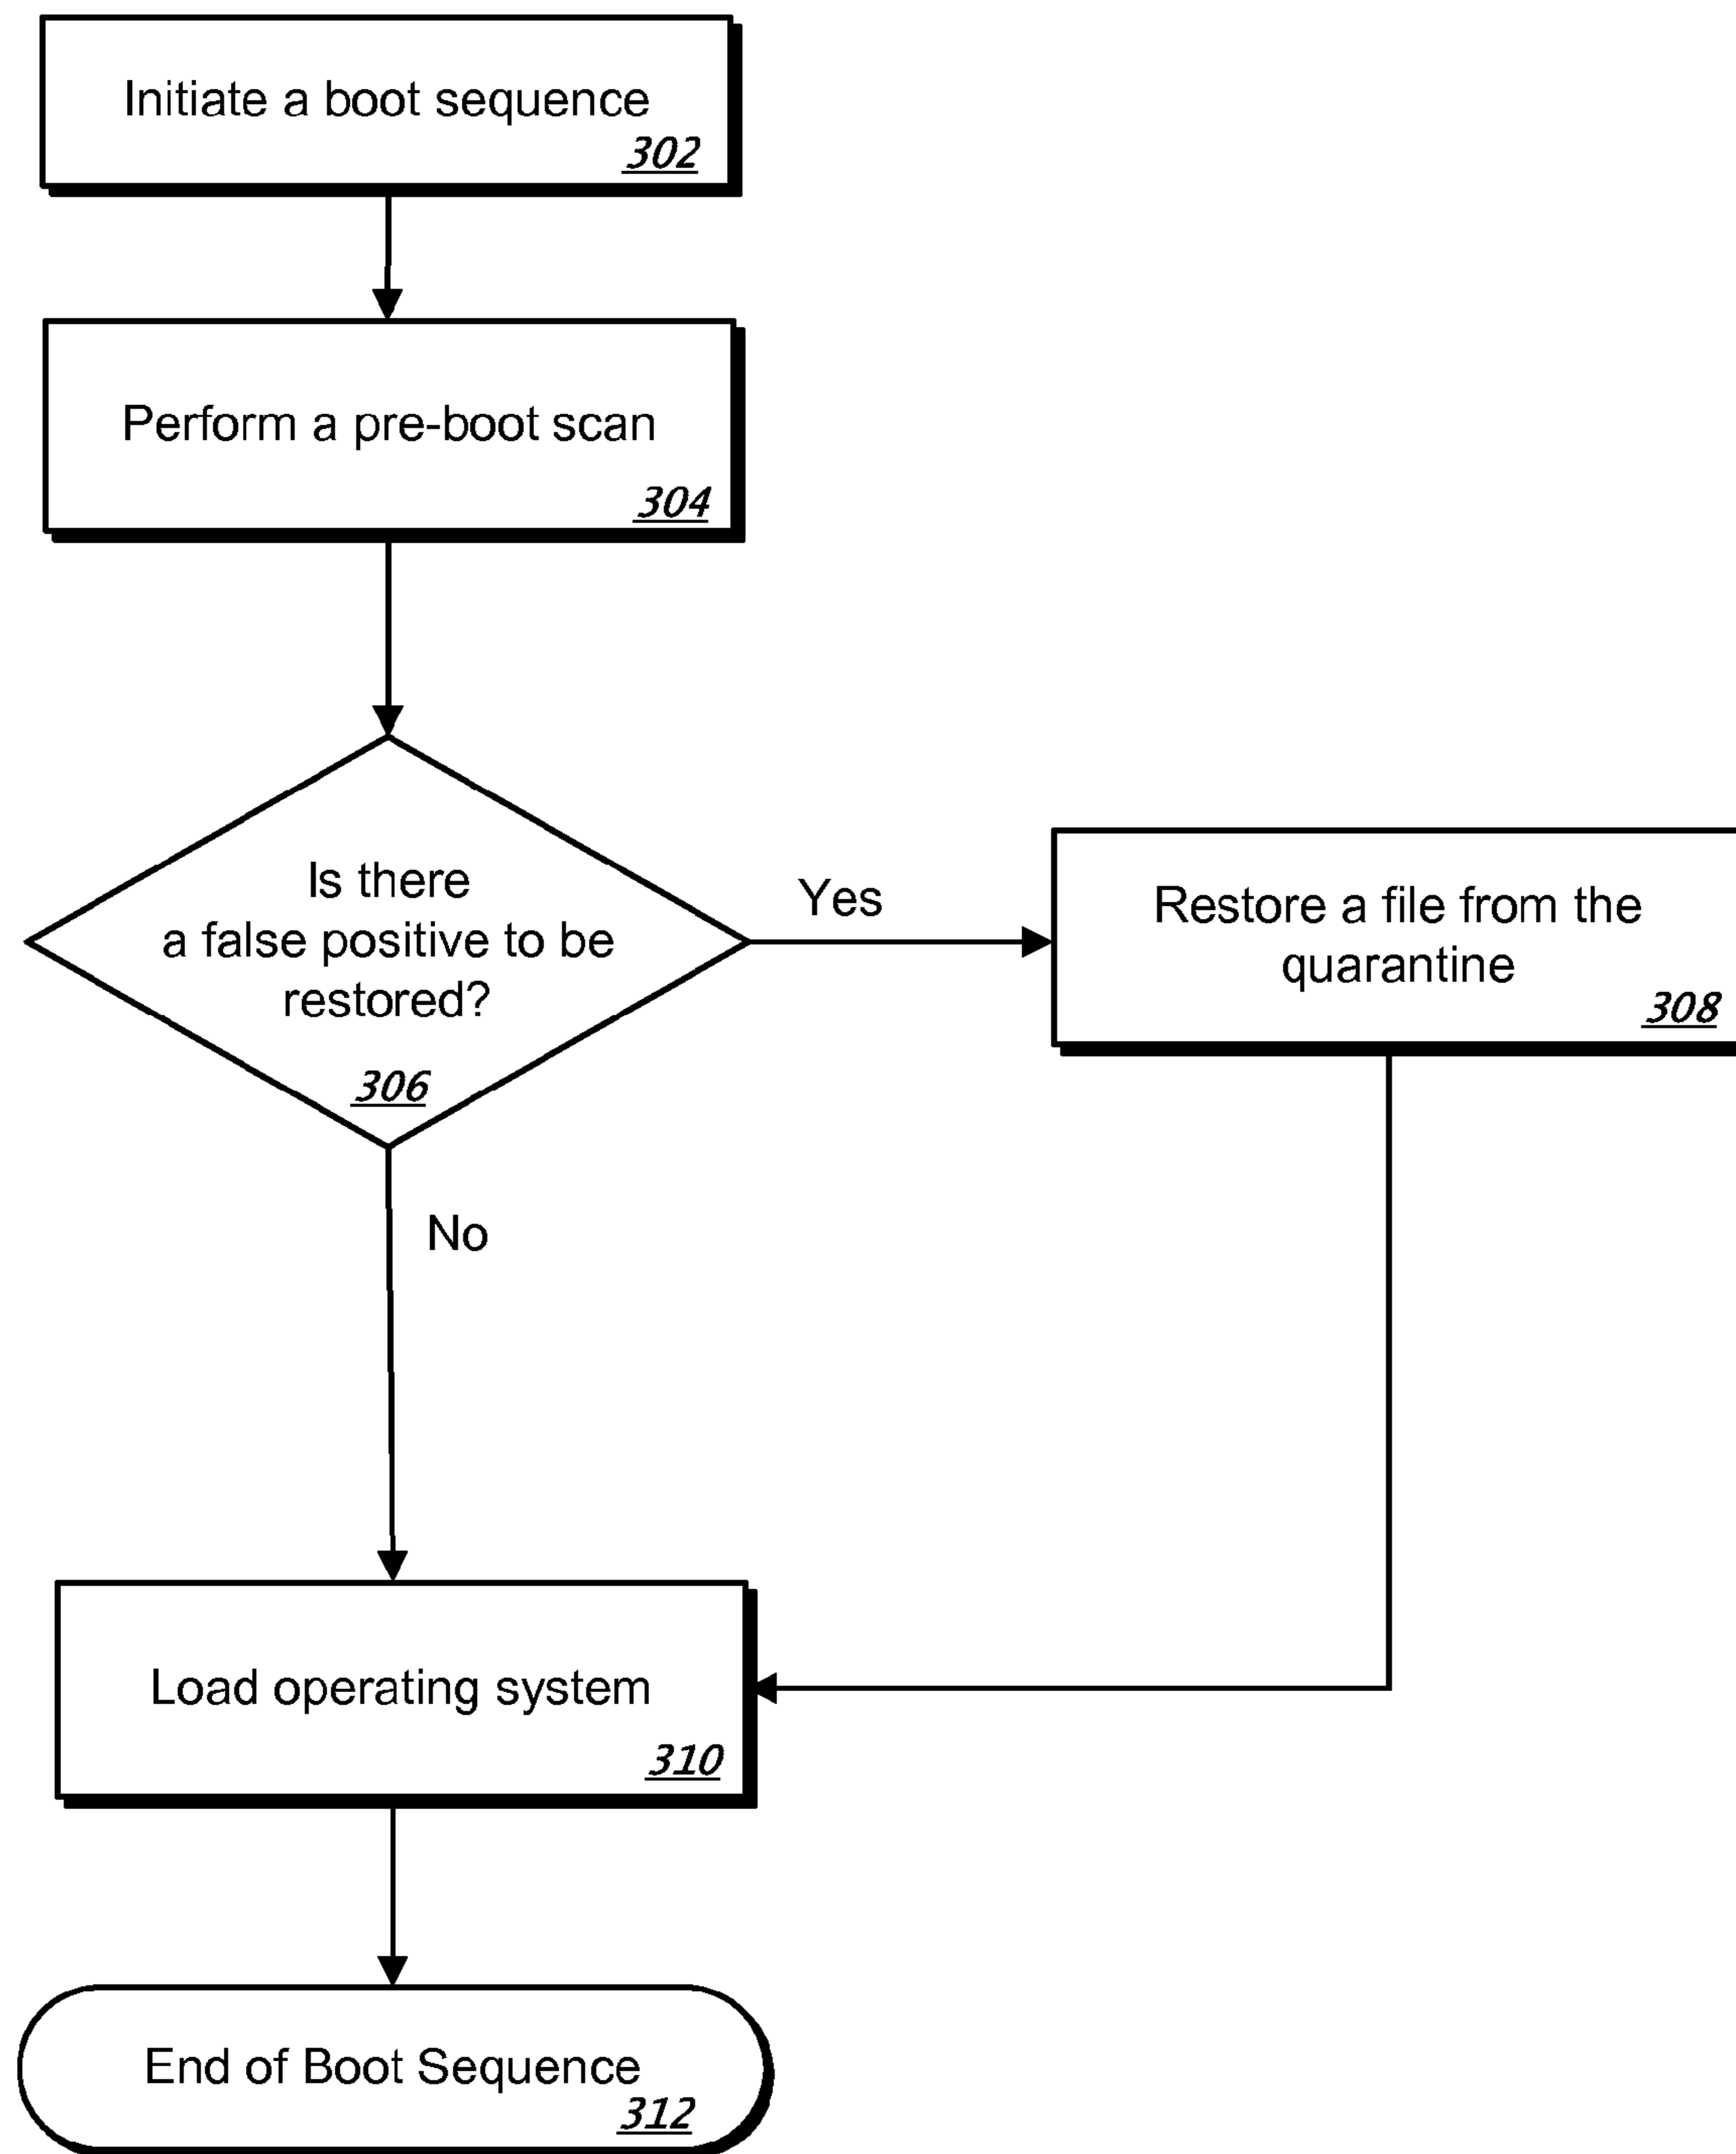 Initiate a boot sequence
302
Perform a pre-boot scan
304
Is there
a false positive to be
restored?
306
Yes
Restore a file from the
quarantine
308
No
Load operating system
310
End of Boot Sequence
312